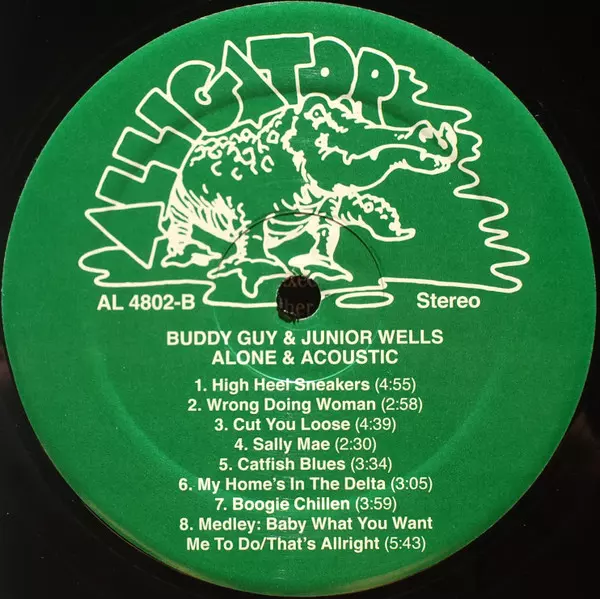 ALLIGATOR
AL 4802-B
Stereo
BUDDY GUY & JUNIOR WELLS
ALONE & ACOUSTIC
1. High Heel Sneakers (4:55)
2. Wrong Doing Woman (2:58)
3. Cut You Loose (4:39)
4. Sally Mae (2:30)
5. Catfish Blues (3:34)
6. My Home's In The Delta (3:05)
7. Boogie Chillen (3:59)
8. Medley: Baby What You Want
Me To Do/That's Allright (5:43)